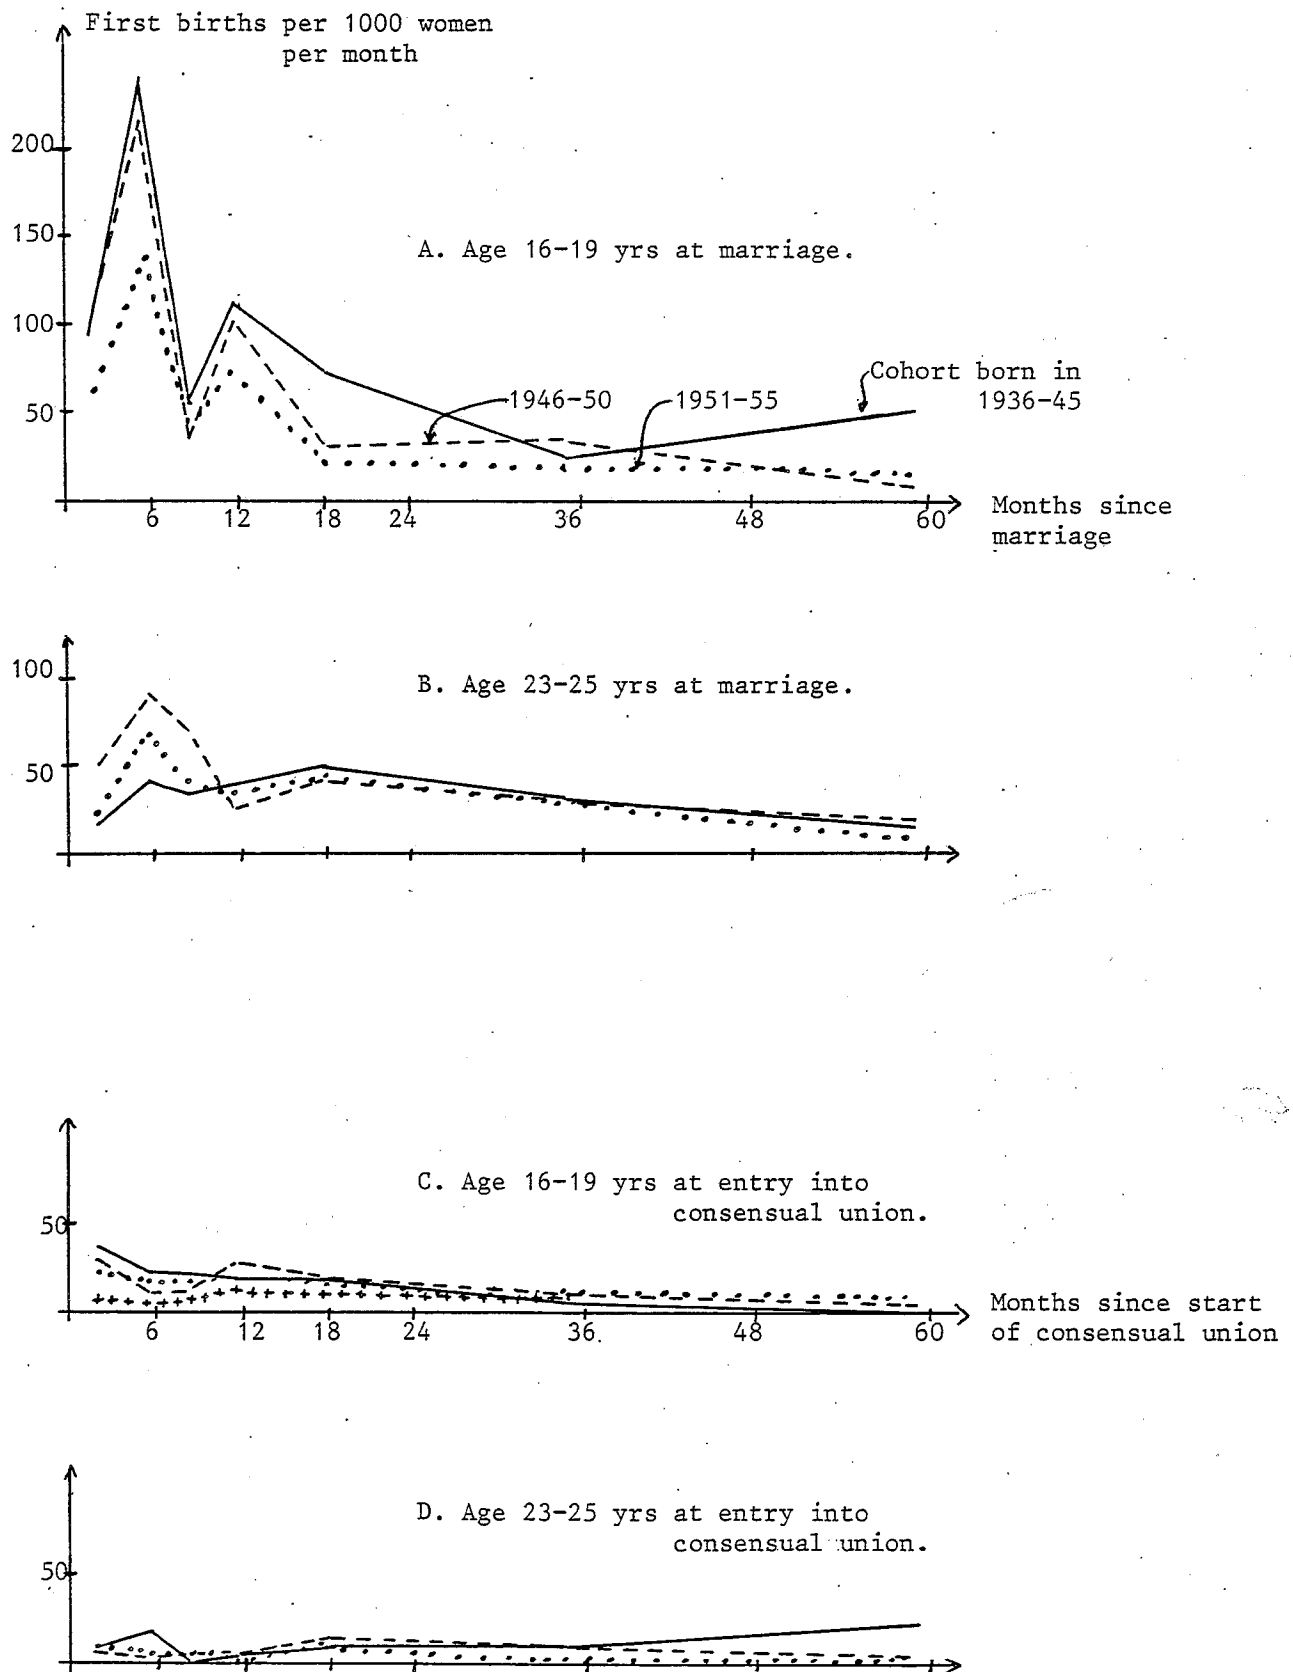 First births per 1000 women
per month
200
150
A. Age 16-19 yrs at marriage.
100
Cohort born in
1946-50
1951-55
1936-45
50
6 12 18 24 36 48 60
Months since
marriage
100
B. Age 23-25 yrs at marriage.
50
C. Age 16-19 yrs at entry into
consensual union.
50
6 12 18 24 36. 48 60
Months since start
of consensual union
D. Age 23-25 yrs at entry into
consensual union.
50